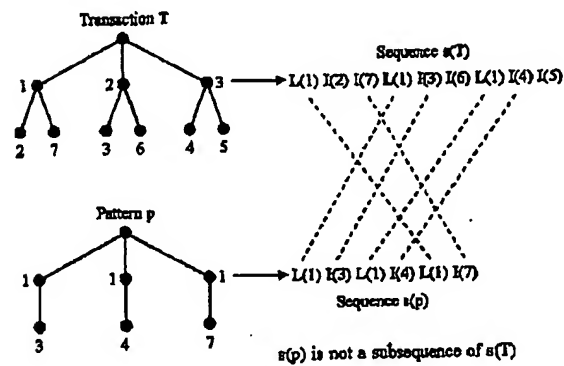 Transaction T
Sequence s(T)
1 2 3
L(1) I(2) I(7) L(1) I(3) I(6) L(1) I(4) I(5)
2 7 3 6 4 5
Pattern p
1 1 1
L(1) I(3) L(1) I(4) L(1) I(7)
Sequence s(p)
3 4 7
s(p) is not a subsequence of s(T)